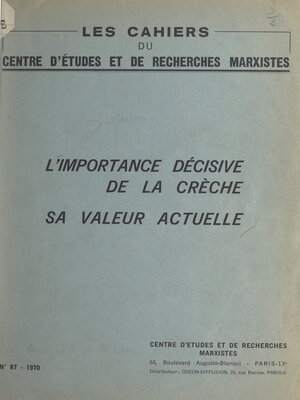 LES CAHIERS
DU
CENTRE D'ÉTUDES ET DE RECHERCHES MARXISTES
L'IMPORTANCE DÉCISIVE
DE LA CRÈCHE
SA VALEUR ACTUELLE
CENTRE D'ETUDES ET DE RECHERCHES
MARXISTES
64, Boulevard Auguste-Blanqui - PARIS-13e
Distributeur : ODEON-DIFFUSION, 24, rue Racine, PARIS-6e
N° 87 - 1970